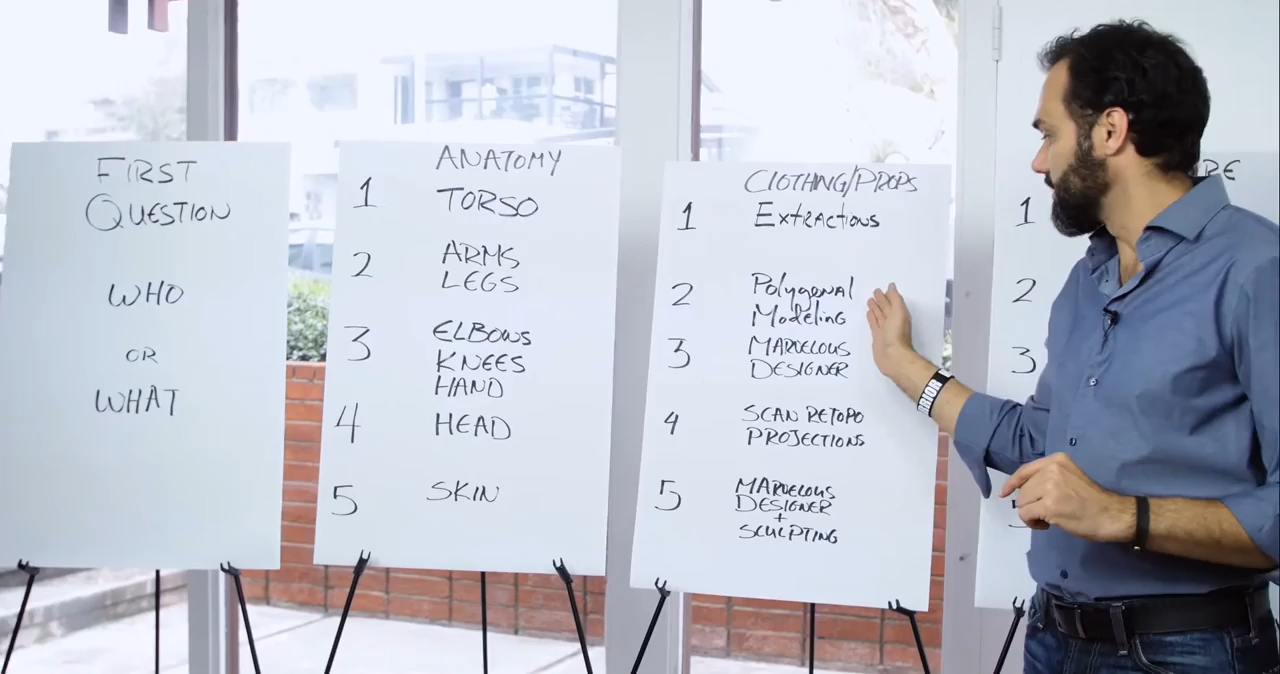 FIRST
QUESTION
WHO
OR
WHAT
ANATOMY
1 TORSO
2 ARMS
LEGS
3 ELBOWS
KNEES
HAND
4 HEAD
5 SKIN
CLOTHING/PROPS
1 Extractions
2 Polygonal
Modeling
3 MARVELOUS
DESIGNER
4 SCAN RETOPO
PROJECTIONS
5 MARVELOUS
DESIGNER
+
SCULPTING
1
2
3
5